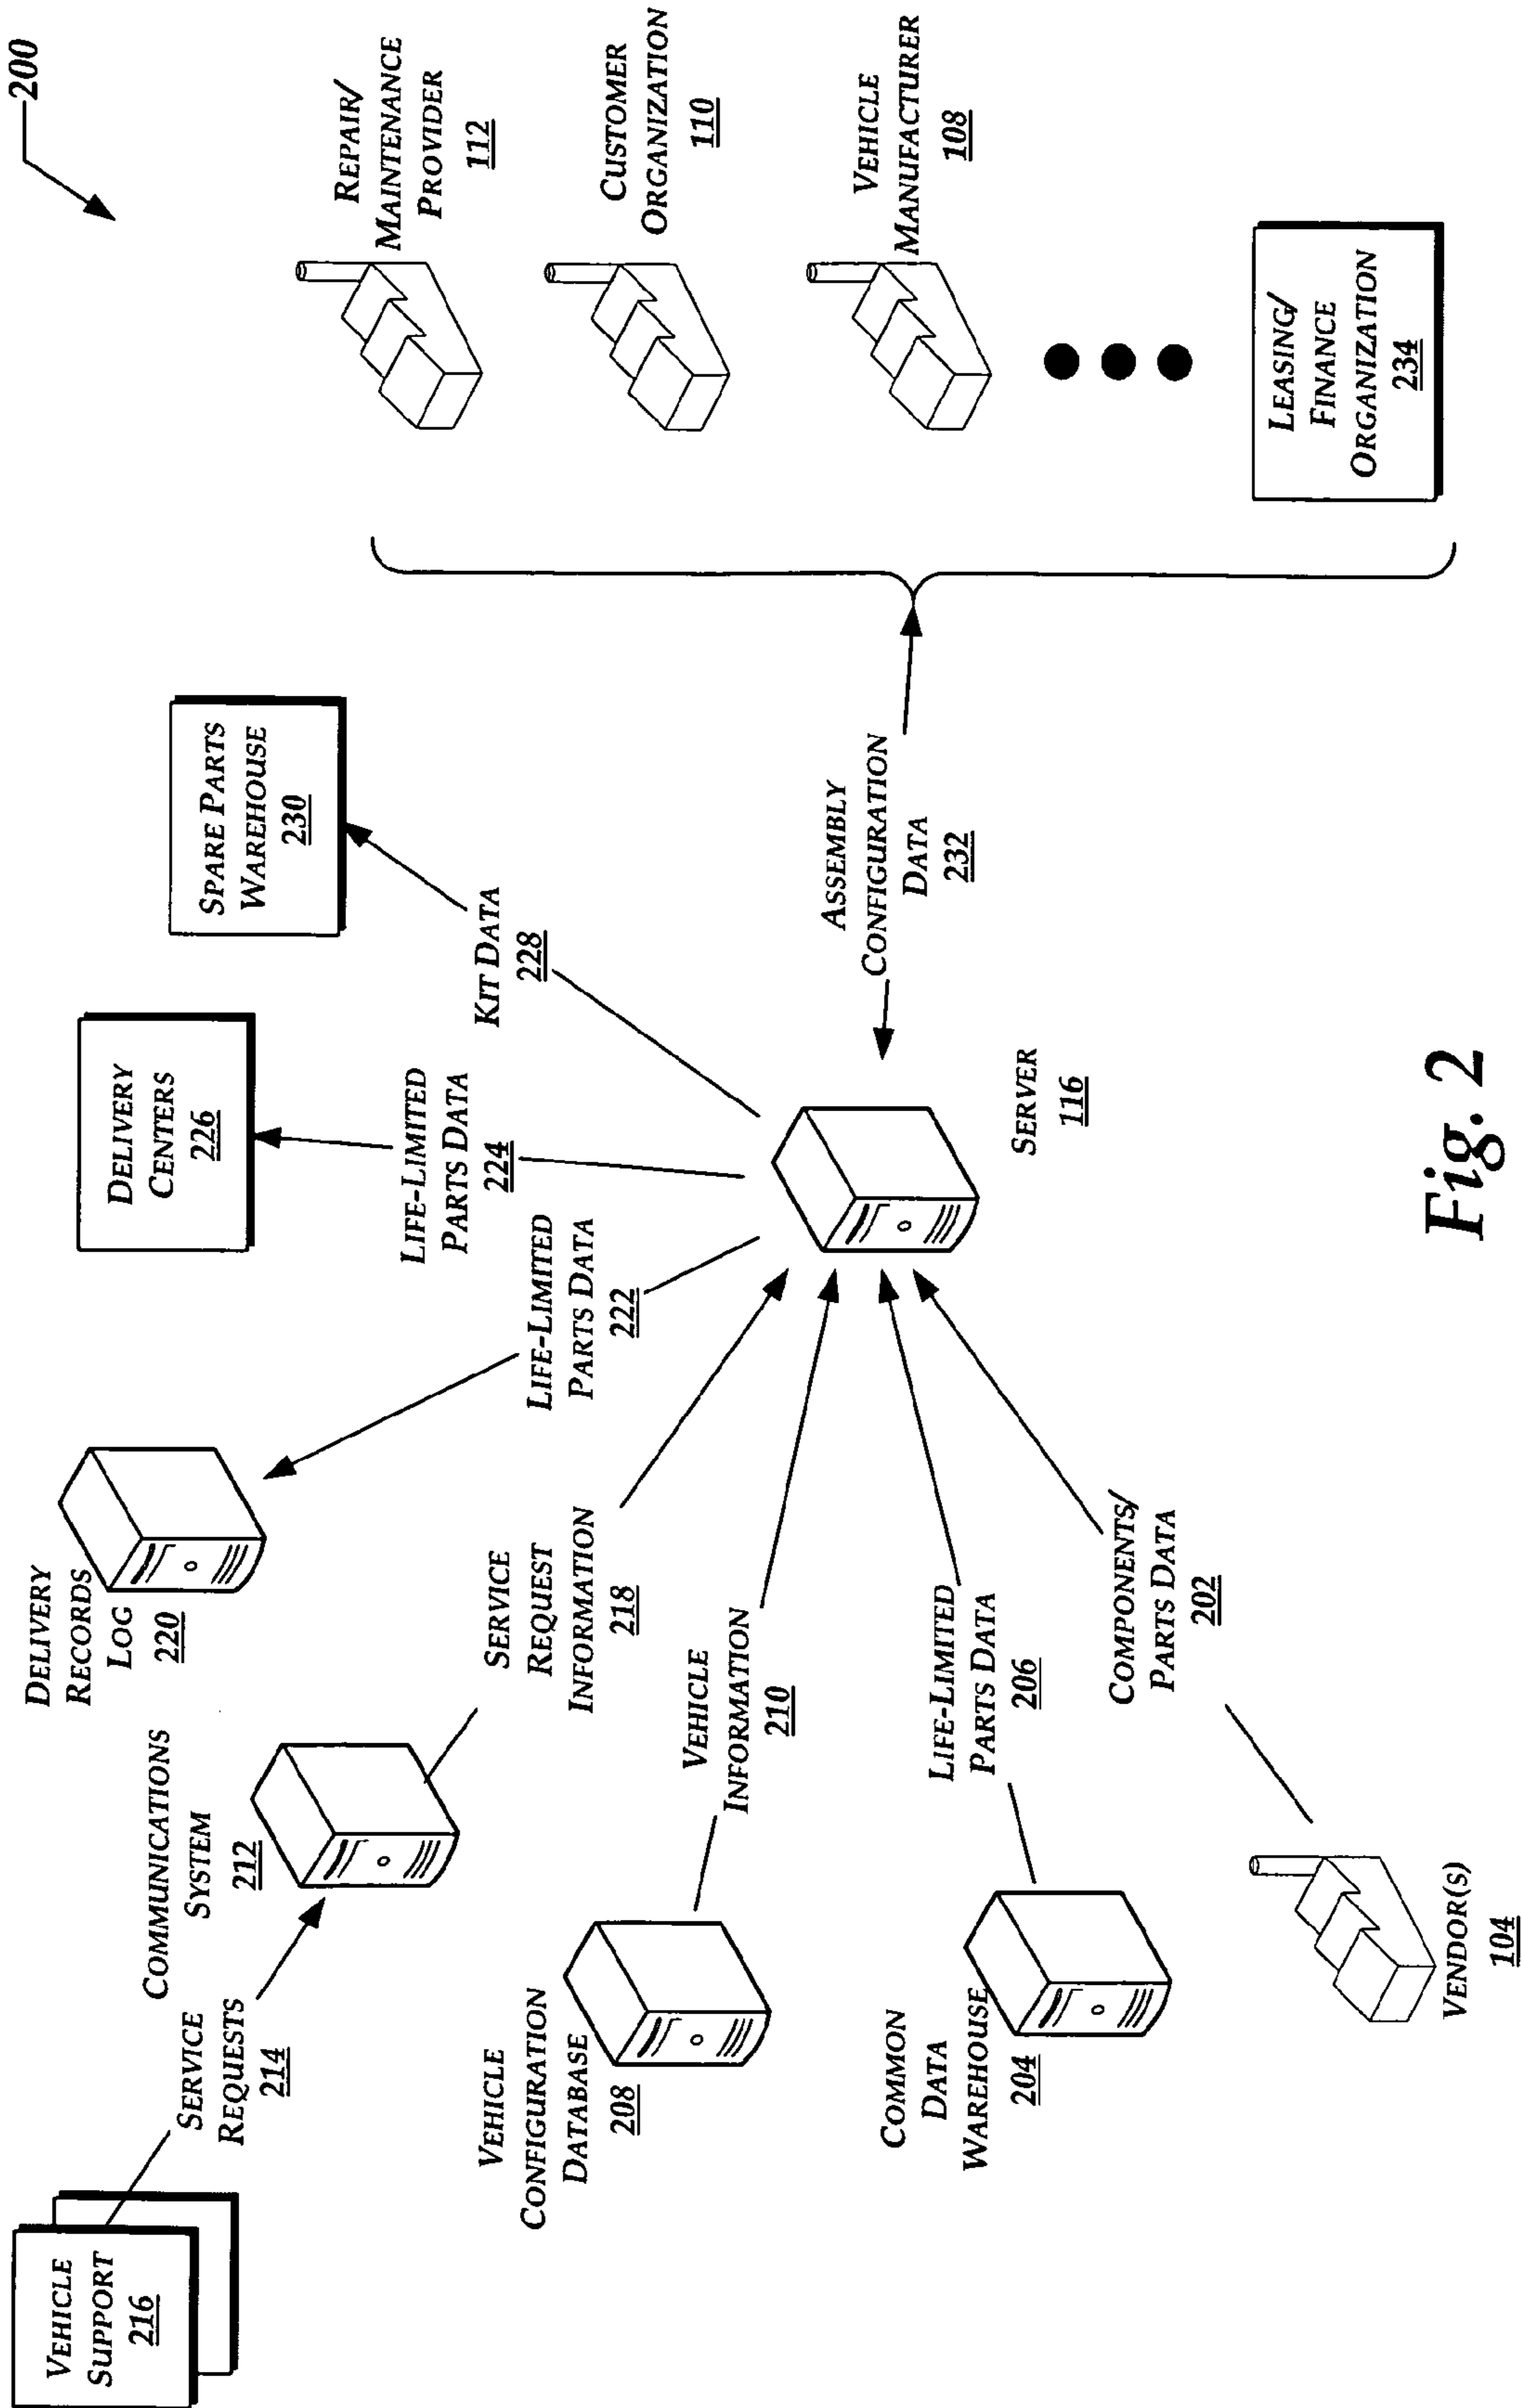 200
VEHICLE
SUPPORT
216
SERVICE
REQUESTS
214
COMMUNICATIONS
SYSTEM
212
DELIVERY
RECORDS
LOG
220
DELIVERY
CENTERS
226
SPARE PARTS
WAREHOUSE
230
REPAIR/
MAINTENANCE
PROVIDER
112
VEHICLE
CONFIGURATION
DATABASE
208
SERVICE
REQUEST
INFORMATION
218
LIFE-LIMITED
PARTS DATA
222
LIFE-LIMITED
PARTS DATA
224
KIT DATA
228
CUSTOMER
ORGANIZATION
110
VEHICLE
INFORMATION
210
VEHICLE
MANUFACTURER
108
COMMON
DATA
WAREHOUSE
204
LIFE-LIMITED
PARTS DATA
206
ASSEMBLY
CONFIGURATION
DATA
232
SERVER
116
COMPONENTS/
PARTS DATA
202
LEASING/
FINANCE
ORGANIZATION
234
VENDOR(S)
104
Fig. 2